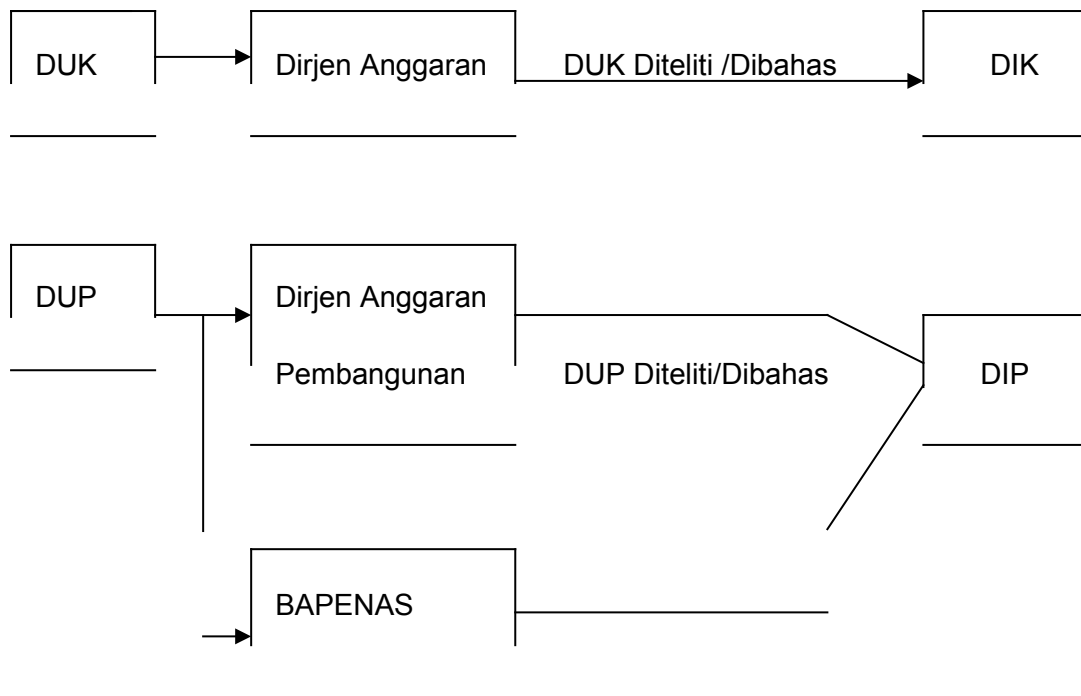 DUK
Dirjen Anggaran
DUK Diteliti /Dibahas
DIK
DUP
Dirjen Anggaran
Pembangunan
DUP Diteliti/Dibahas
DIP
BAPENAS